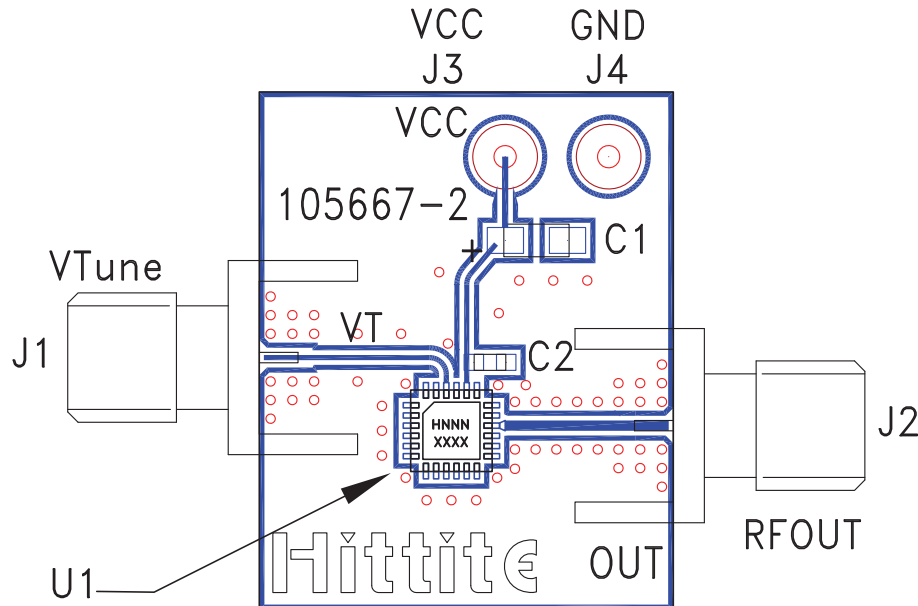 VCC
J3
GND
J4
VCC
105667-2
+
C1
VTune
J1
VT
C2
HNNN
XXXX
J2
RFOUT
OUT
Hittite
U1